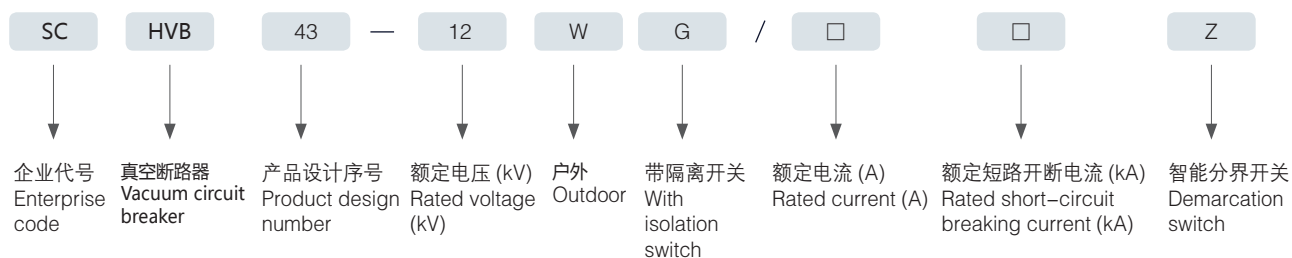 SC HVB 43 — 12 W G / □ □ Z
企业代号
Enterprise
code
真空断路器
Vacuum circuit
breaker
产品设计序号
Product design
number
额定电压 (kV)
Rated voltage
(kV)
户外
Outdoor
带隔离开关
With
isolation
switch
额定电流 (A)
Rated current (A)
额定短路开断电流 (kA)
Rated short-circuit
breaking current (kA)
智能分界开关
Demarcation
switch